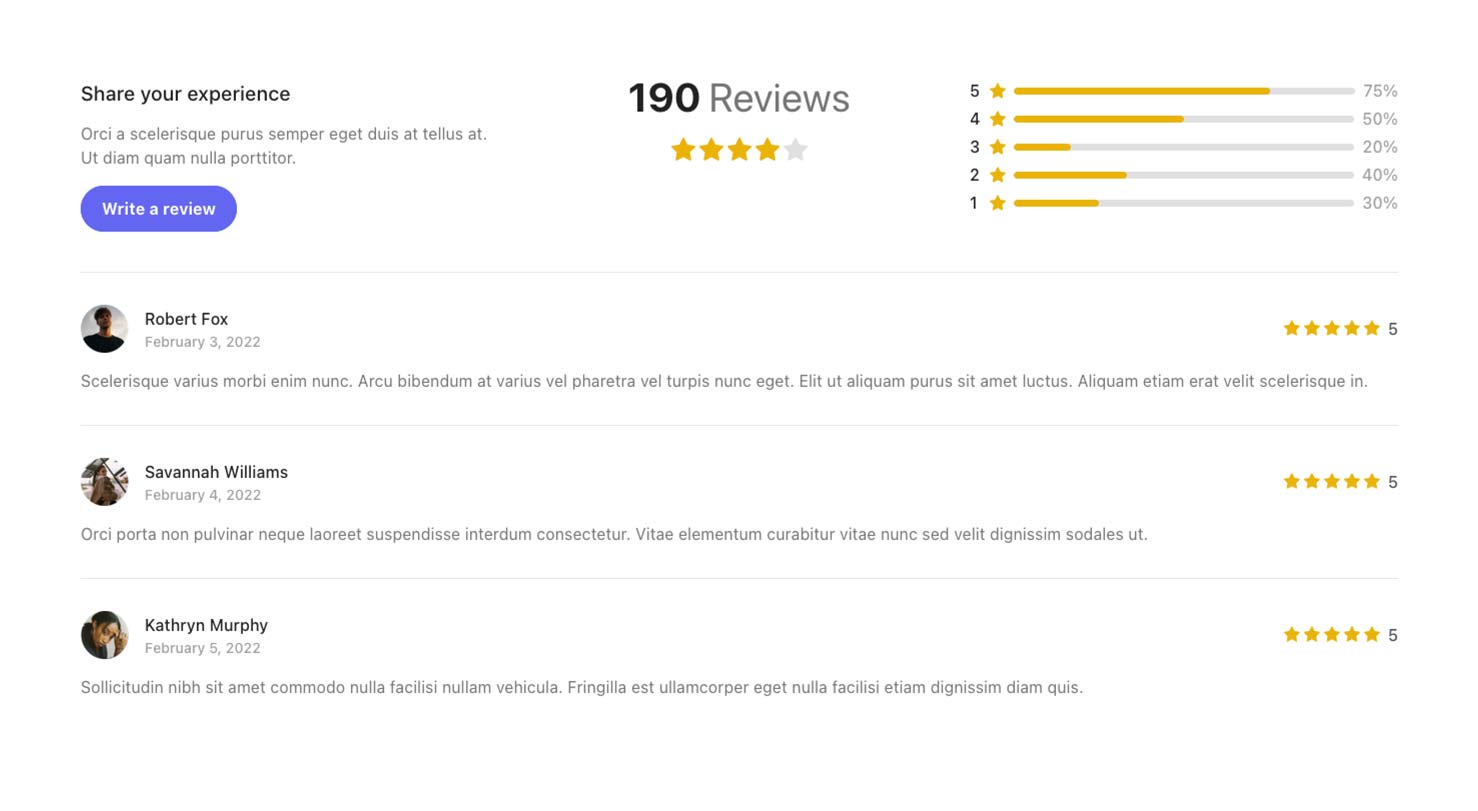 Share your experience
Orci a scelerisque purus semper eget duis at tellus at.
Ut diam quam nulla porttitor.
Write a review
190 Reviews
5 75%
4 50%
3 20%
2 40%
1 30%
Robert Fox
February 3, 2022
5
Scelerisque varius morbi enim nunc. Arcu bibendum at varius vel pharetra vel turpis nunc eget. Elit ut aliquam purus sit amet luctus. Aliquam etiam erat velit scelerisque in.
Savannah Williams
February 4, 2022
5
Orci porta non pulvinar neque laoreet suspendisse interdum consectetur. Vitae elementum curabitur vitae nunc sed velit dignissim sodales ut.
Kathryn Murphy
February 5, 2022
5
Sollicitudin nibh sit amet commodo nulla facilisi nullam vehicula. Fringilla est ullamcorper eget nulla facilisi etiam dignissim diam quis.